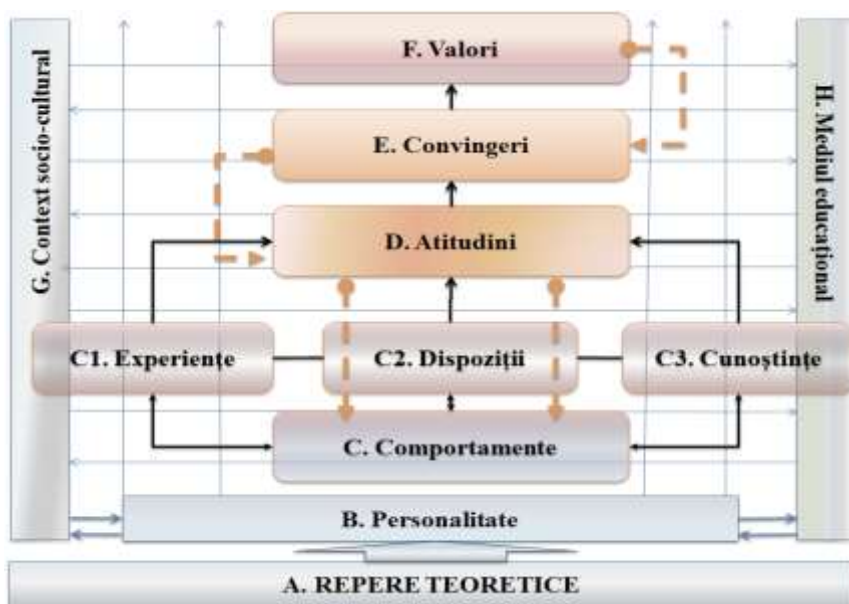 F. Valori
E. Convingeri
D. Atitudini
G. Context socio-cultural
H. Mediul educațional
C1. Experiențe
C2. Dispoziții
C3. Cunoștințe
C. Comportamente
B. Personalitate
A. REPERE TEORETICE